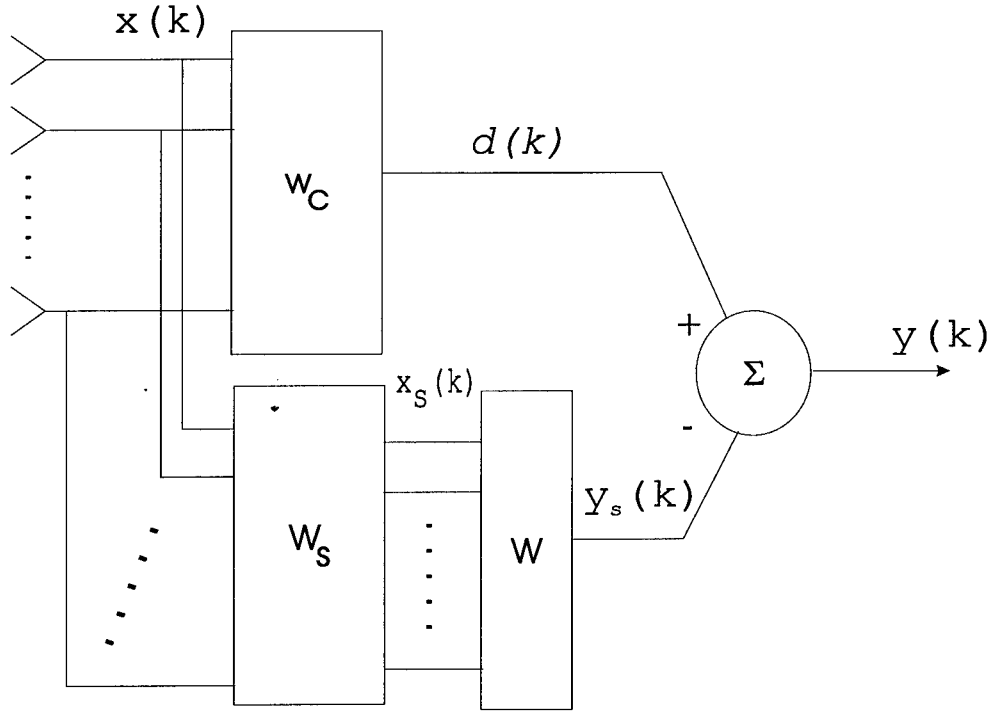 x(k)
w_C
d(k)
+
Σ
y(k)
x_S(k)
-
W_S
W
y_s(k)